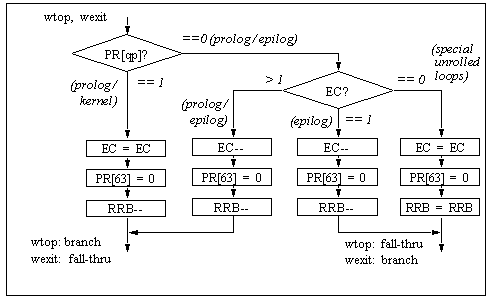 wtop, wexit
==0 (prolog/epilog)
PR[qp]?
(special
unrolled
loops)
(prolog/
kernel)
== 1
> 1
EC?
== 0
(prolog/
epilog)
(epilog)
== 1
EC = EC
EC--
EC--
EC = EC
PR[63] = 0
PR[63] = 0
PR[63] = 0
PR[63] = 0
RRB--
RRB--
RRB--
RRB = RRB
wtop: branch
wexit: fall-thru
wtop: fall-thru
wexit: branch